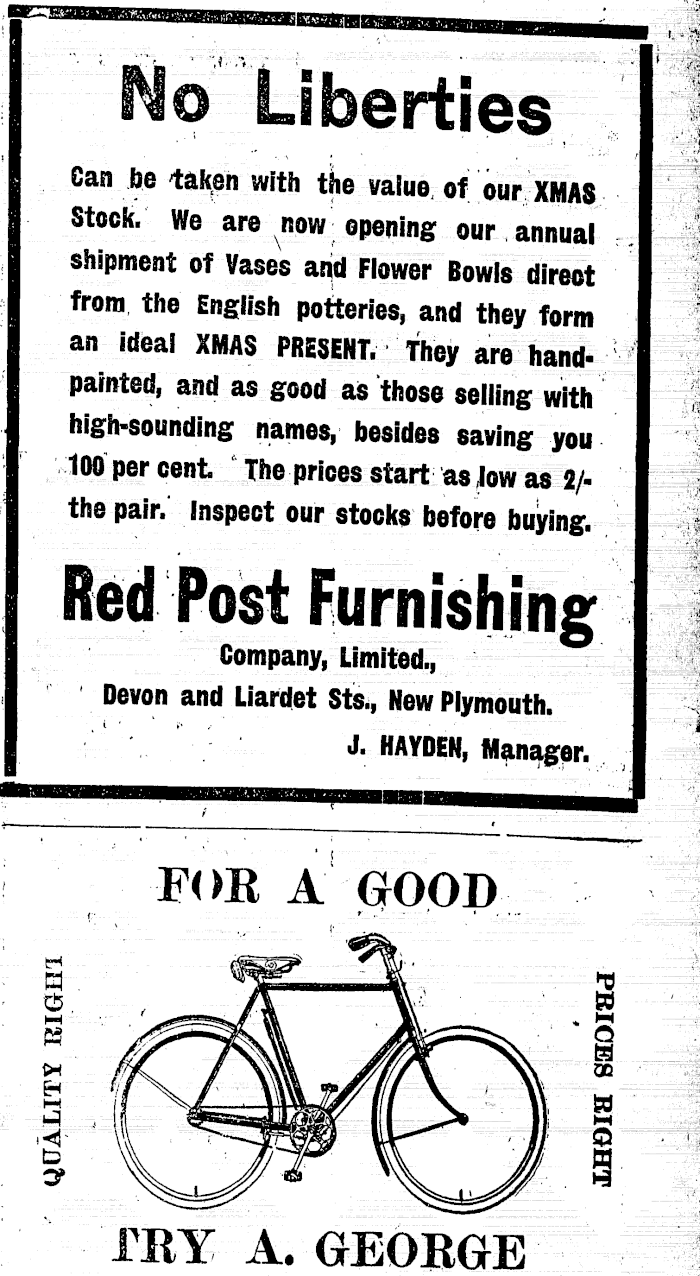 No Liberties
Can be taken with the value of our XMAS
Stock. We are now opening our annual
shipment of Vases and Flower Bowls direct
from the English potteries, and they form
an ideal XMAS PRESENT. They are hand-
painted, and as good as those selling with
high-sounding names, besides saving you
100 per cent. The prices start as low as 2/-
the pair. Inspect our stocks before buying.
Red Post Furnishing
Company, Limited.,
Devon and Liardet Sts., New Plymouth.
J. HAYDEN, Manager.
FOR A GOOD
QUALITY RIGHT
PRICES RIGHT
TRY A. GEORGE